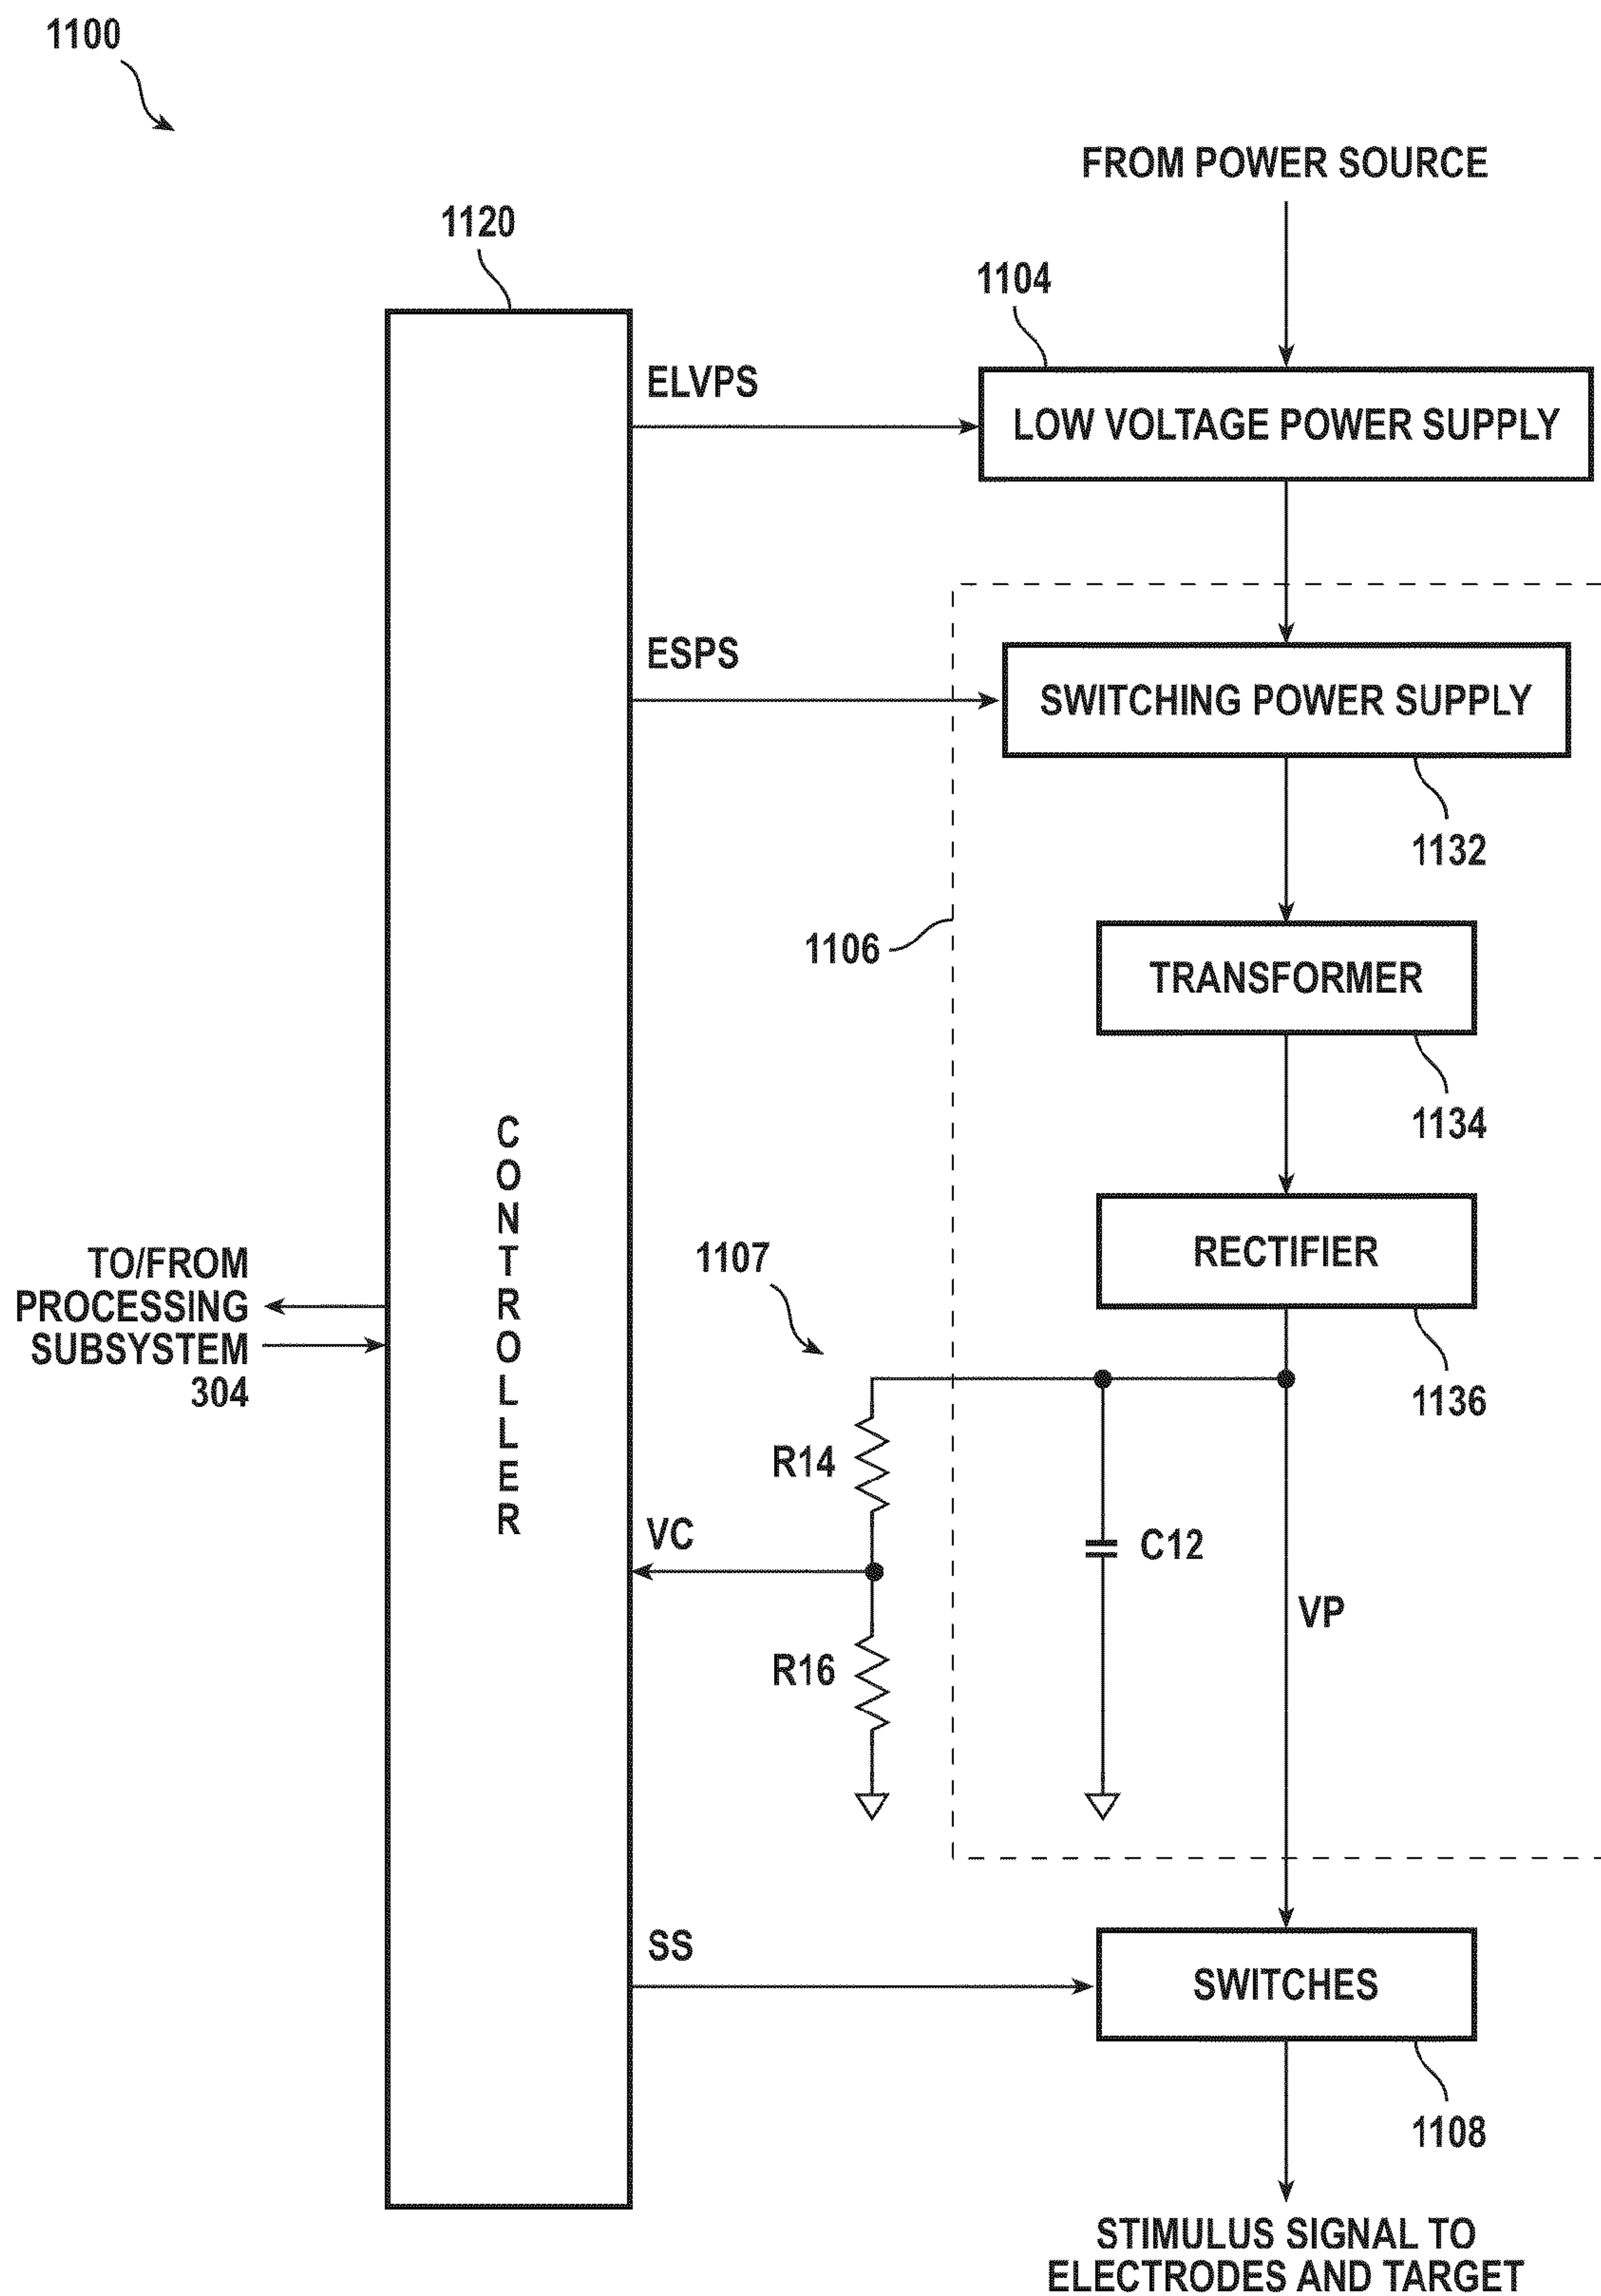 1100
FROM POWER SOURCE
1120
1104
ELVPS
LOW VOLTAGE POWER SUPPLY
ESPS
SWITCHING POWER SUPPLY
1132
1106
TRANSFORMER
1134
CONTROLLER
1107
RECTIFIER
TO/FROM
PROCESSING
SUBSYSTEM
304
1136
R14
VC
C12
VP
R16
SS
SWITCHES
1108
STIMULUS SIGNAL TO
ELECTRODES AND TARGET